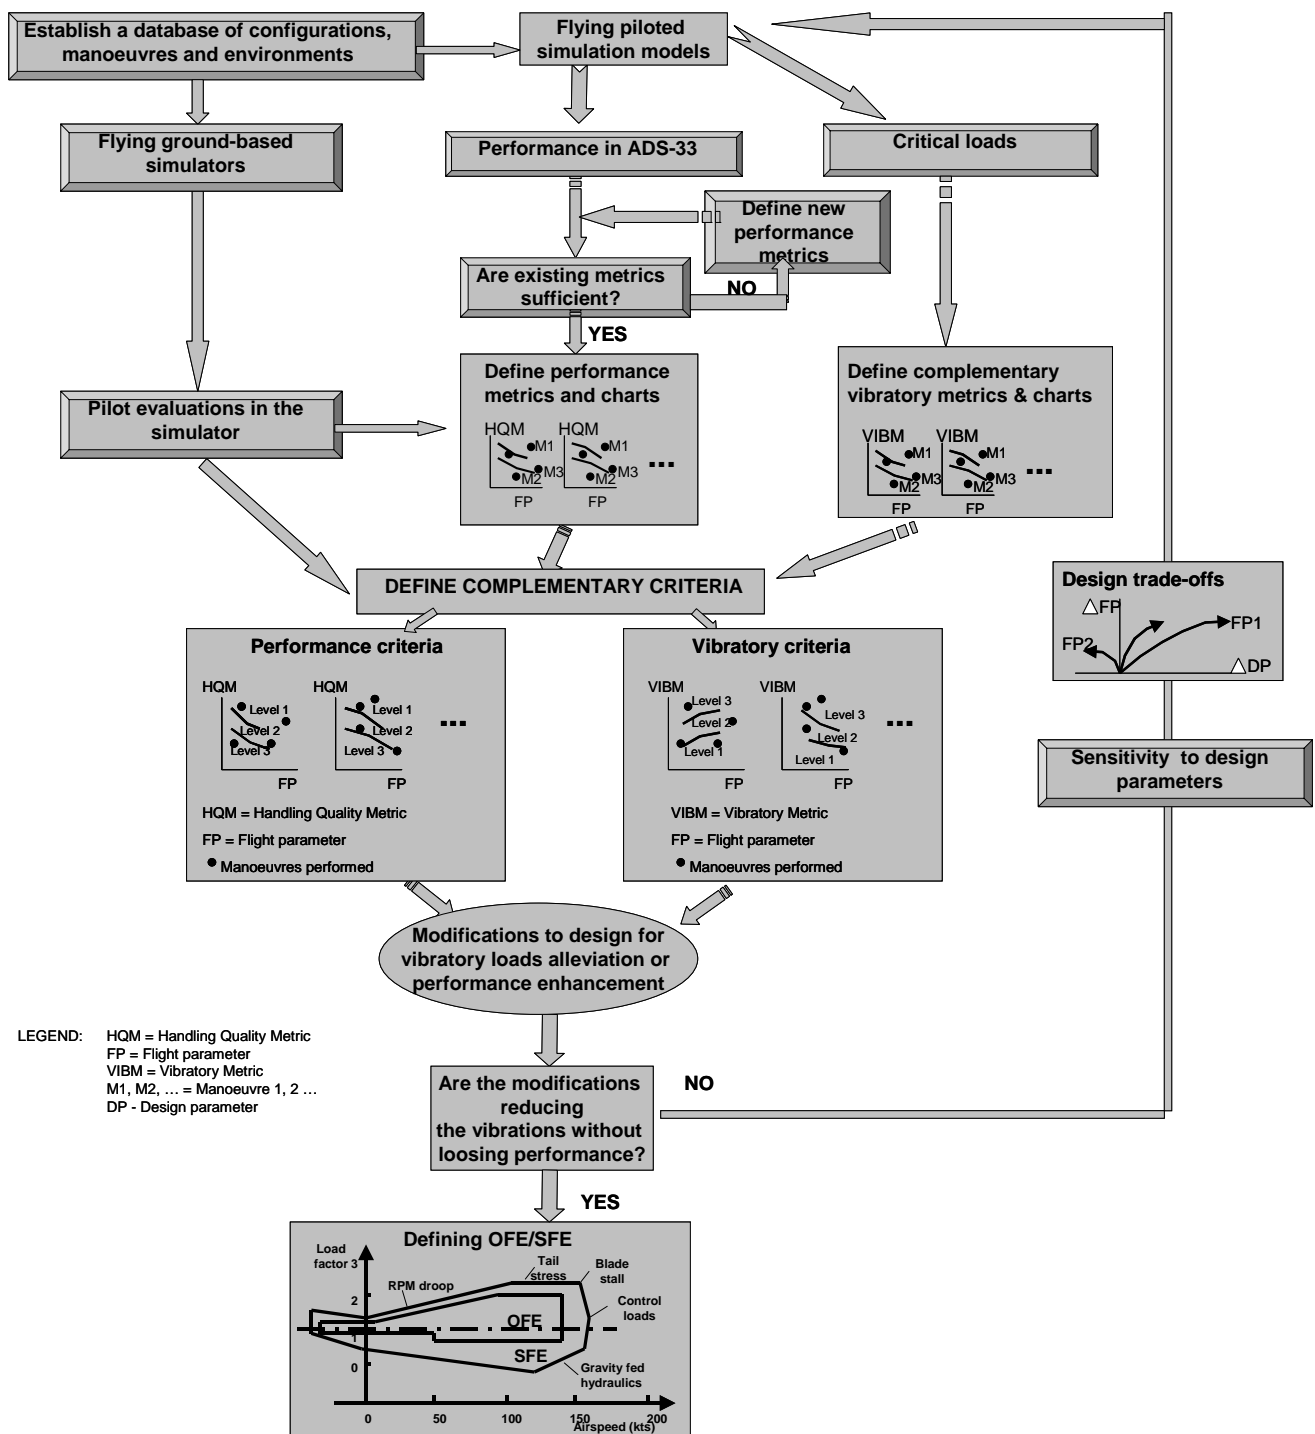 Establish a database of configurations,
manoeuvres and environments
Flying piloted
simulation models
Flying ground-based
simulators
Performance in ADS-33
Critical loads
Define new
performance
metrics
Are existing metrics
sufficient?
NO
YES
Define performance
metrics and charts
HQM
M1
M2
M3
FP
HQM
M1
M2
M3
FP
...
Define complementary
vibratory metrics & charts
VIBM
M1
M2
M3
FP
VIBM
M1
M2
M3
FP
...
Pilot evaluations in the
simulator
DEFINE COMPLEMENTARY CRITERIA
Design trade-offs
△FP
FP1
FP2
△DP
Performance criteria
HQM
Level 1
Level 2
Level 3
FP
HQM
Level 1
Level 2
Level 3
FP
...
HQM = Handling Quality Metric
FP = Flight parameter
● Manoeuvres performed
Vibratory criteria
VIBM
Level 3
Level 2
Level 1
FP
VIBM
Level 3
Level 2
Level 1
FP
...
VIBM = Vibratory Metric
FP = Flight parameter
● Manoeuvres performed
Sensitivity to design
parameters
Modifications to design for
vibratory loads alleviation or
performance enhancement
LEGEND: HQM = Handling Quality Metric
FP = Flight parameter
VIBM = Vibratory Metric
M1, M2, … = Manoeuvre 1, 2 …
DP - Design parameter
Are the modifications
reducing
the vibrations without
loosing performance?
NO
YES
Defining OFE/SFE
Load
factor 3
2
1
0
RPM droop
Tail
stress
Blade
stall
Control
loads
OFE
SFE
Gravity fed
hydraulics
0 50 100 150 200
Airspeed (kts)